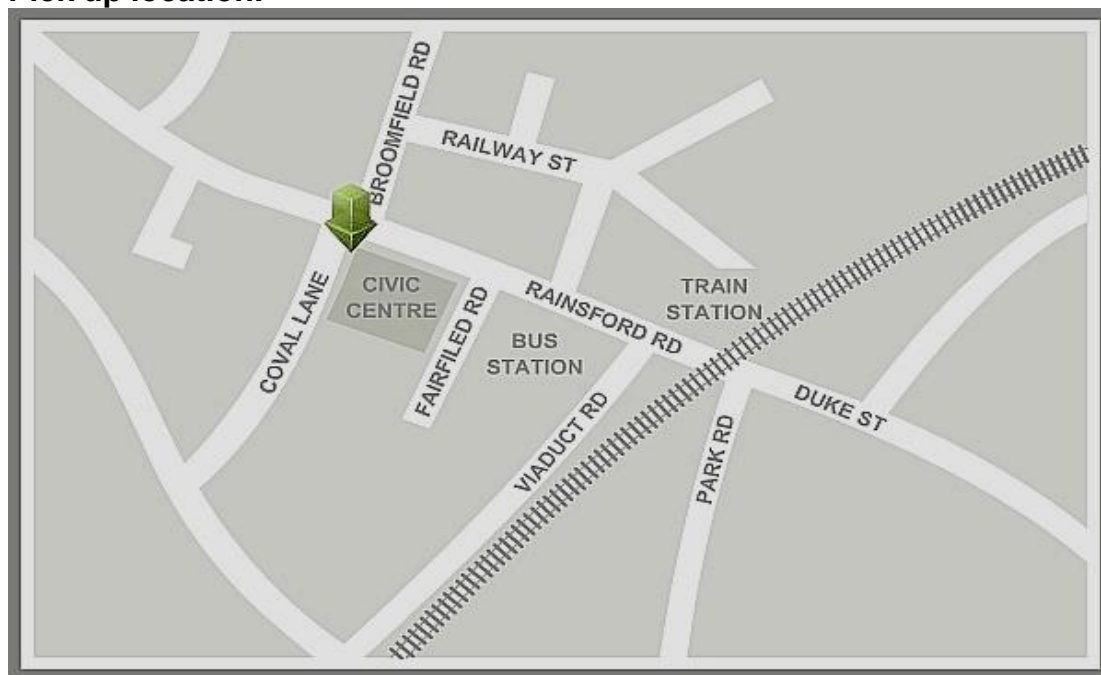 Pick up location:
BROOMFIELD RD
RAILWAY ST
COVAL LANE
CIVIC
CENTRE
FAIRFILED RD
RAINSFORD RD
BUS
STATION
TRAIN
STATION
VIADUCT RD
PARK RD
DUKE ST